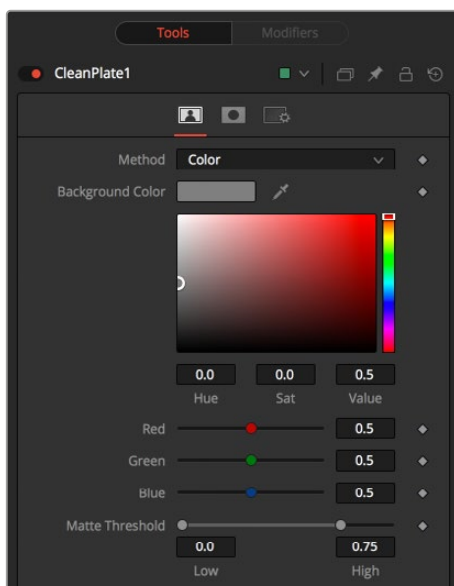 Tools Modifiers
CleanPlate1
Method Color
Background Color
0.0 0.0 0.5
Hue Sat Value
Red 0.5
Green 0.5
Blue 0.5
Matte Threshold
0.0 0.75
Low High